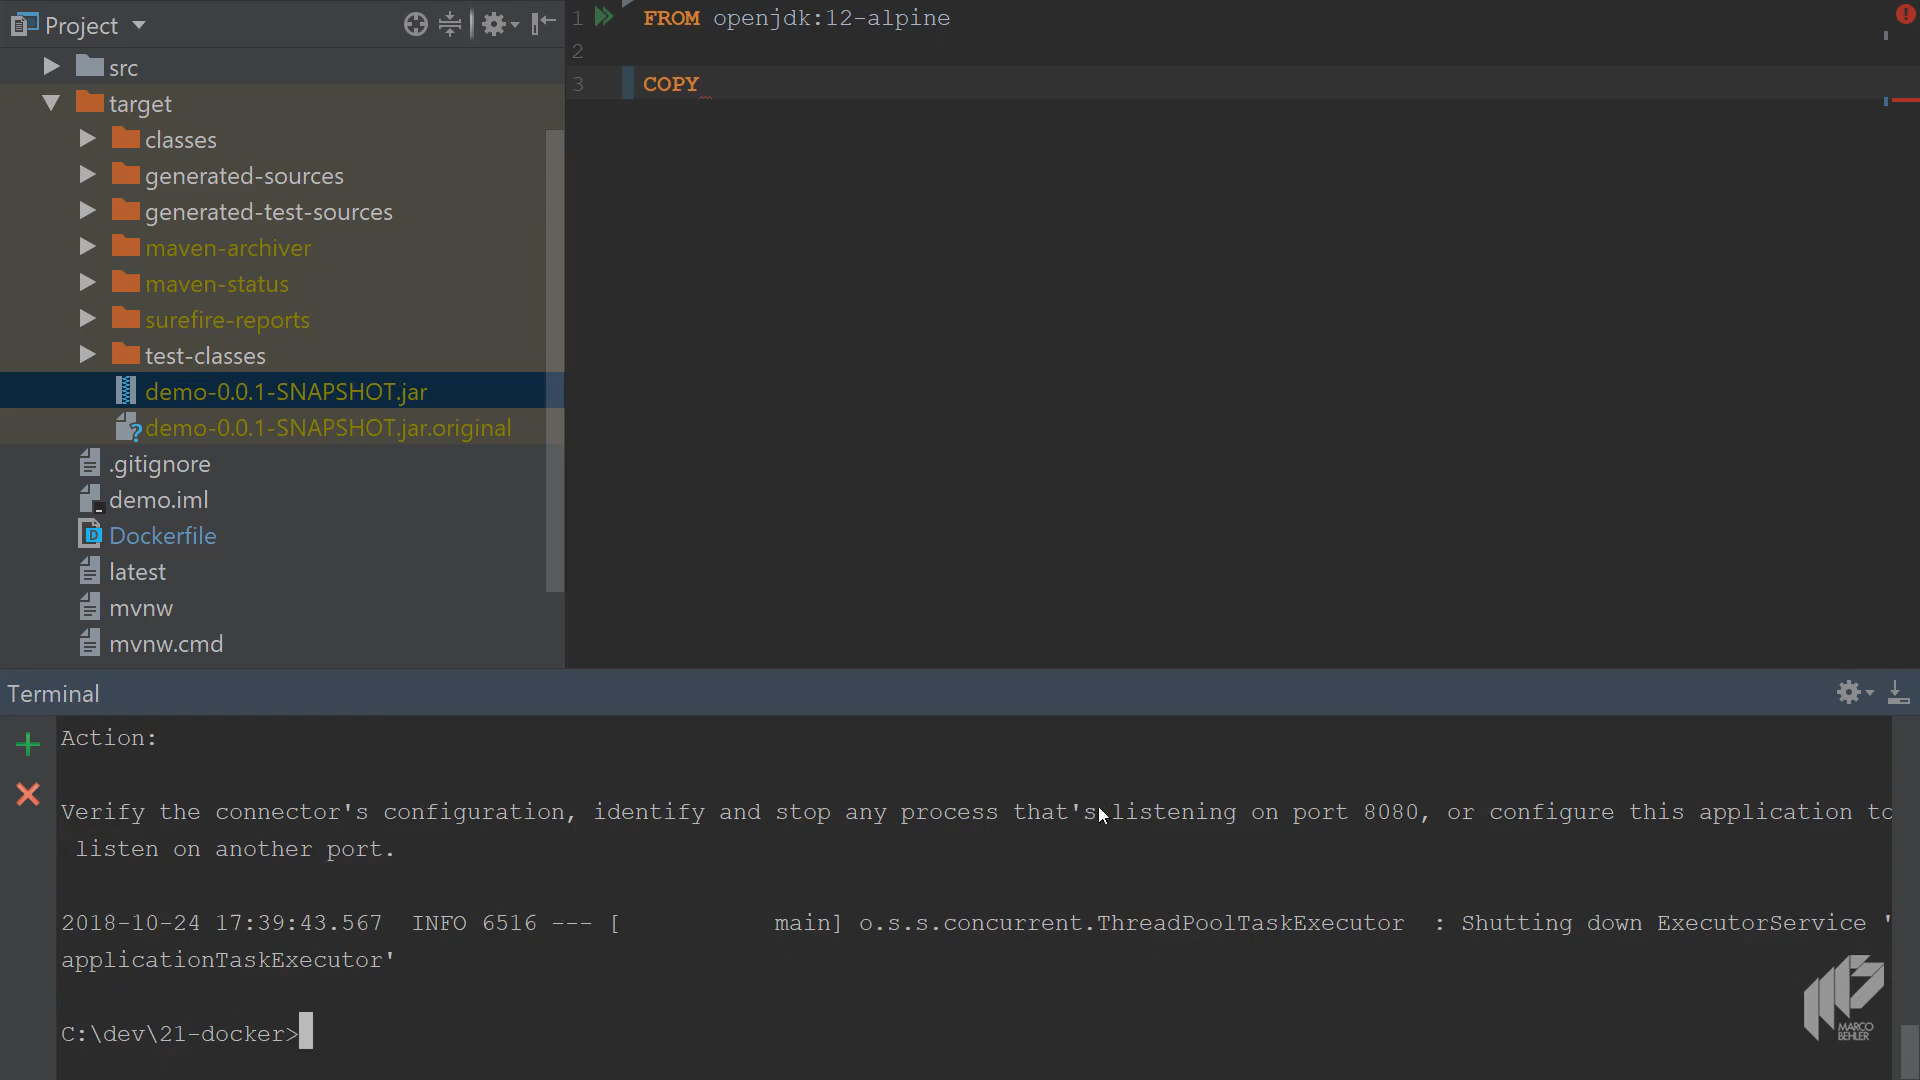 Project
src
target
classes
generated-sources
generated-test-sources
maven-archiver
maven-status
surefire-reports
test-classes
demo-0.0.1-SNAPSHOT.jar
demo-0.0.1-SNAPSHOT.jar.original
.gitignore
demo.iml
Dockerfile
latest
mvnw
mvnw.cmd
1 FROM openjdk:12-alpine
2
3 COPY
Terminal
Action:
Verify the connector's configuration, identify and stop any process that's listening on port 8080, or configure this application to
listen on another port.
2018-10-24 17:39:43.567  INFO 6516 --- [           main] o.s.s.concurrent.ThreadPoolTaskExecutor  : Shutting down ExecutorService '
applicationTaskExecutor'
C:\dev\21-docker>
MARCO
BEHLER